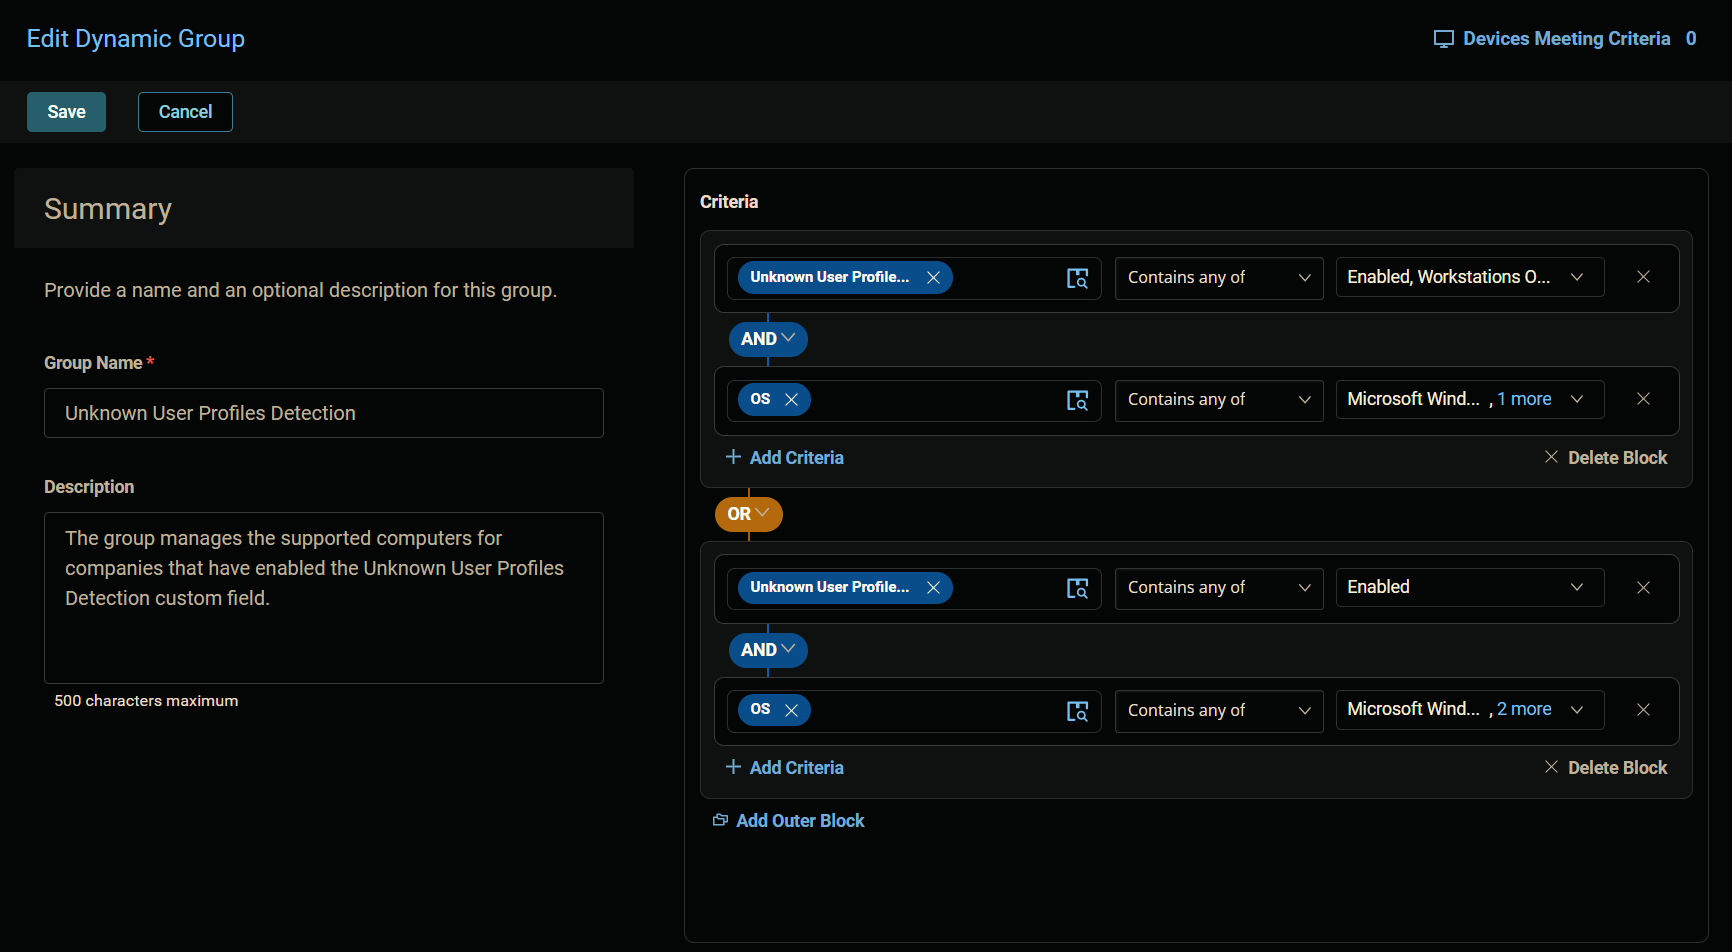 Edit Dynamic Group
Devices Meeting Criteria 0
Save
Cancel
Summary
Provide a name and an optional description for this group.
Group Name *
Unknown User Profiles Detection
Description
The group manages the supported computers for
companies that have enabled the Unknown User Profiles
Detection custom field.
500 characters maximum
Criteria
Unknown User Profile...
Contains any of
Enabled, Workstations O...
AND
OS
Contains any of
Microsoft Wind... , 1 more
Add Criteria
Delete Block
OR
Unknown User Profile...
Contains any of
Enabled
AND
OS
Contains any of
Microsoft Wind... , 2 more
Add Criteria
Delete Block
Add Outer Block